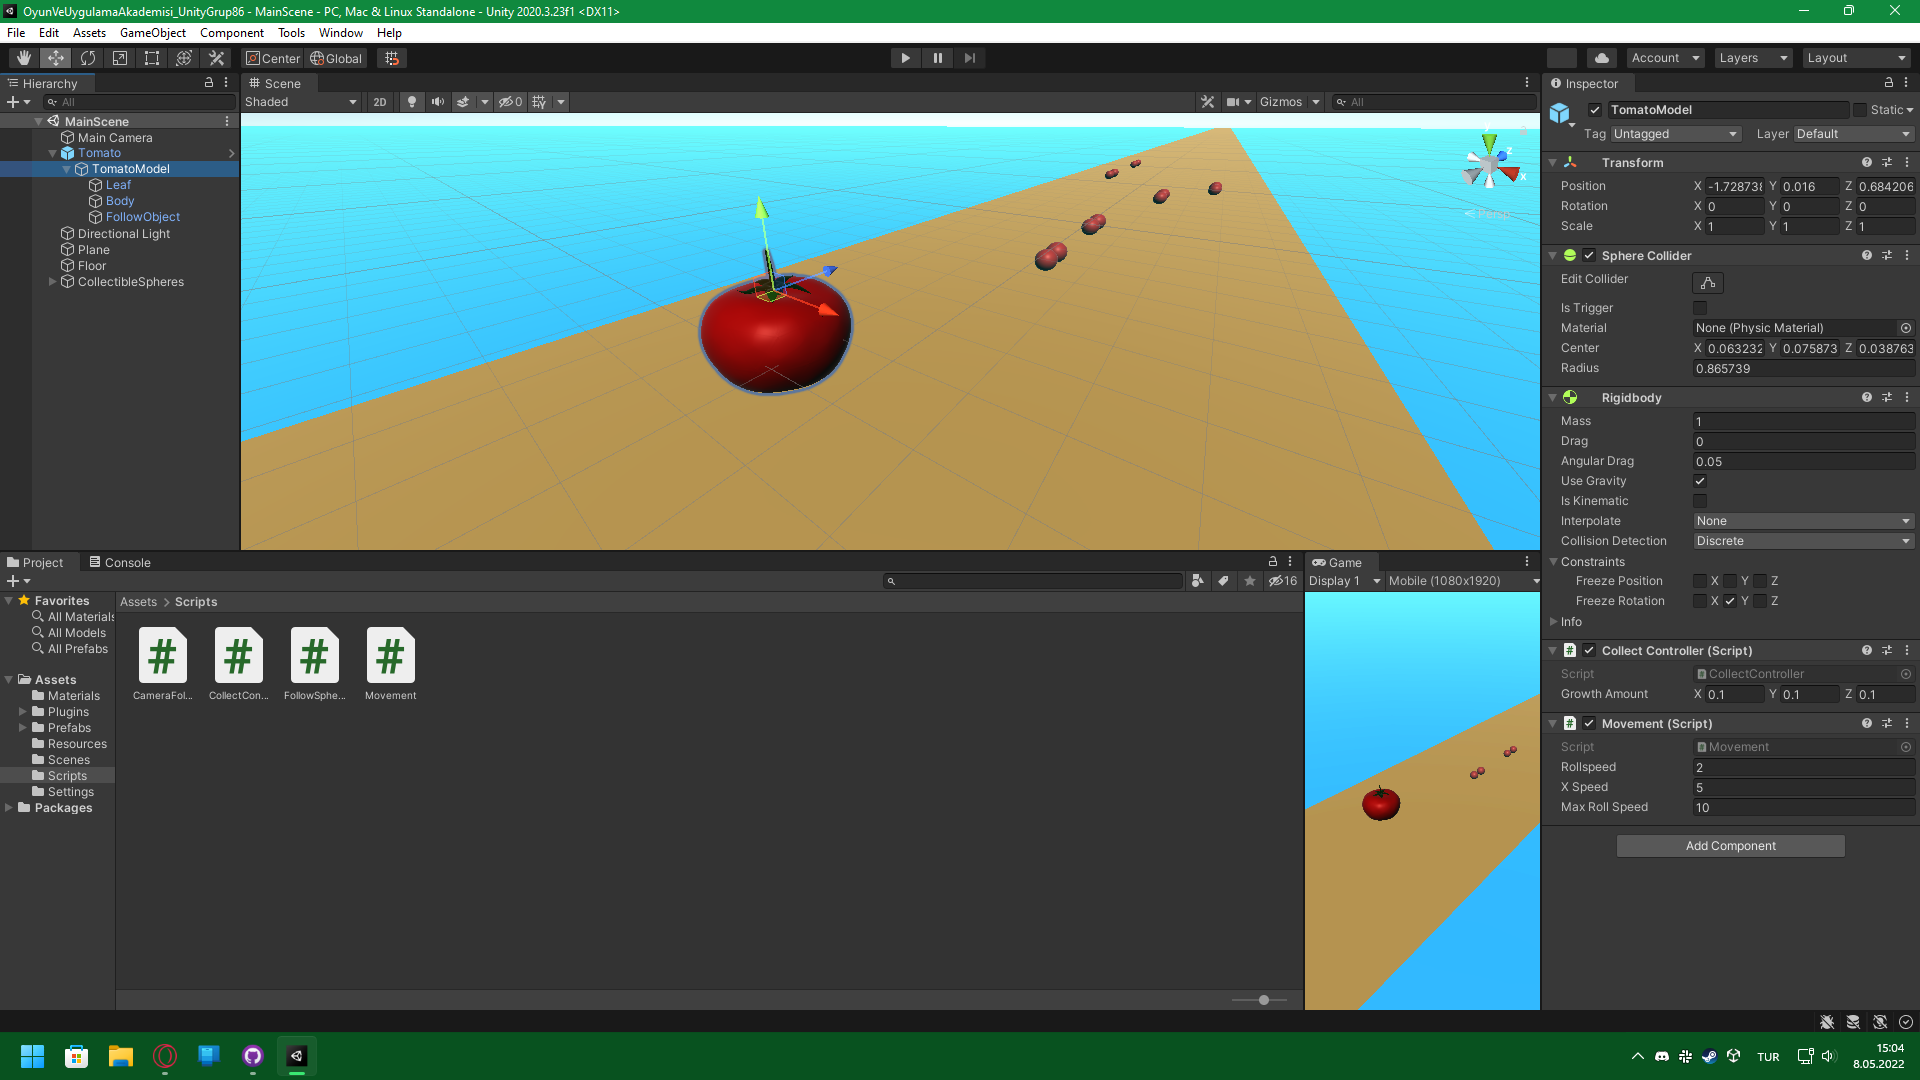 OyunVeUygulamaAkademisi_UnityGrup86 - MainScene - PC, Mac & Linux Standalone - Unity 2020.3.23f1 <DX11>
File Edit Assets GameObject Component Tools Window Help
Center Global
Account Layers Layout
Hierarchy
All
MainScene
Main Camera
Tomato
TomatoModel
Leaf
Body
FollowObject
Directional Light
Plane
Floor
CollectibleSpheres
Scene
Shaded 2D 0 Gizmos All
x
z
Persp
Inspector
TomatoModel Static
Tag Untagged Layer Default
Transform
Position X -1.728738 Y 0.016 Z 0.684206
Rotation X 0 Y 0 Z 0
Scale X 1 Y 1 Z 1
Sphere Collider
Edit Collider
Is Trigger
Material None (Physic Material)
Center X 0.063232 Y 0.075873 Z 0.038763
Radius 0.865739
Rigidbody
Mass 1
Drag 0
Angular Drag 0.05
Use Gravity
Is Kinematic
Interpolate None
Collision Detection Discrete
Constraints
Freeze Position X Y Z
Freeze Rotation X Y Z
Info
Collect Controller (Script)
Script CollectController
Growth Amount X 0.1 Y 0.1 Z 0.1
Movement (Script)
Script Movement
Rollspeed 2
X Speed 5
Max Roll Speed 10
Add Component
Project Console
16
Favorites
All Materials
All Models
All Prefabs
Assets
Materials
Plugins
Prefabs
Resources
Scenes
Scripts
Settings
Packages
Assets > Scripts
# # # #
CameraFol... CollectCon... FollowSphe... Movement
Game
Display 1 Mobile (1080x1920)
TUR
15:04
8.05.2022